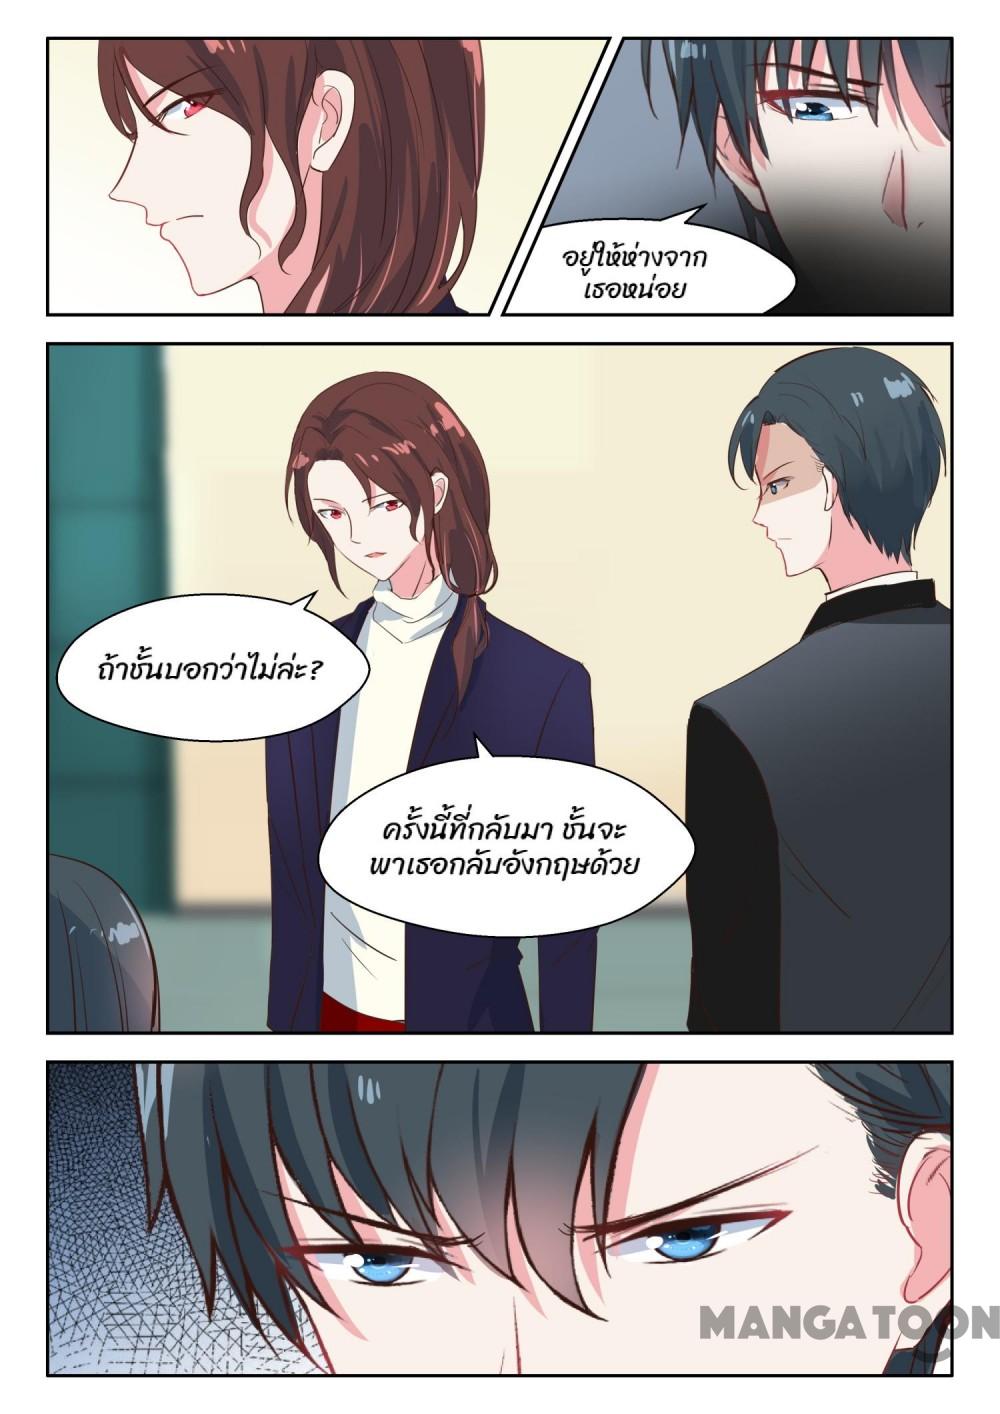 อยู่ให้ห่างจาก
เธอหน่อย
ถ้าชั้นบอกว่าไม่ล่ะ?
ครั้งนี้ที่กลับมา ชั้นจะ
พาเธอกลับอังกฤษด้วย
MANGATOON